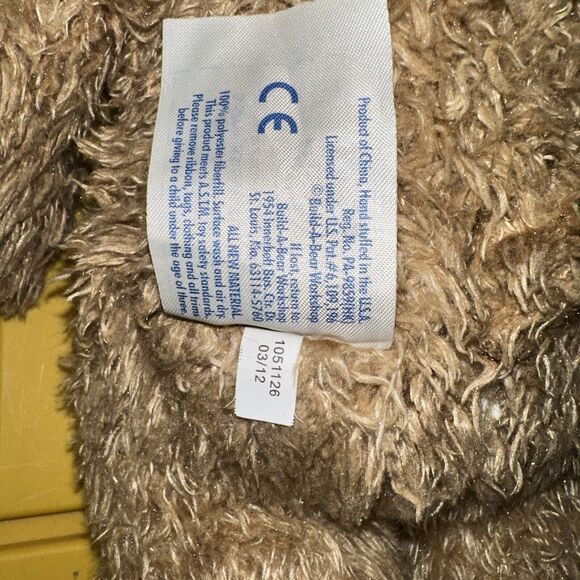 Product of China, Hand stuffed in the U.S.A.
Reg. No. PA-9839(HK)
Licensed under U.S. Pat.# 6,109,196
© Build-A-Bear Workshop
CE
If lost, return to:
Build-A-Bear Workshop
1954 Innerbelt Bus. Ctr Dr.
St. Louis, Mo. 63114-5760
ALL NEW MATERIAL
100% polyester fiberfill. Surface wash and air dry.
This product meets A.S.T.M. toy safety standards.
Please remove ribbon, tags, clothing and all trims
before giving to a child under the age of three.
1051126
03/12